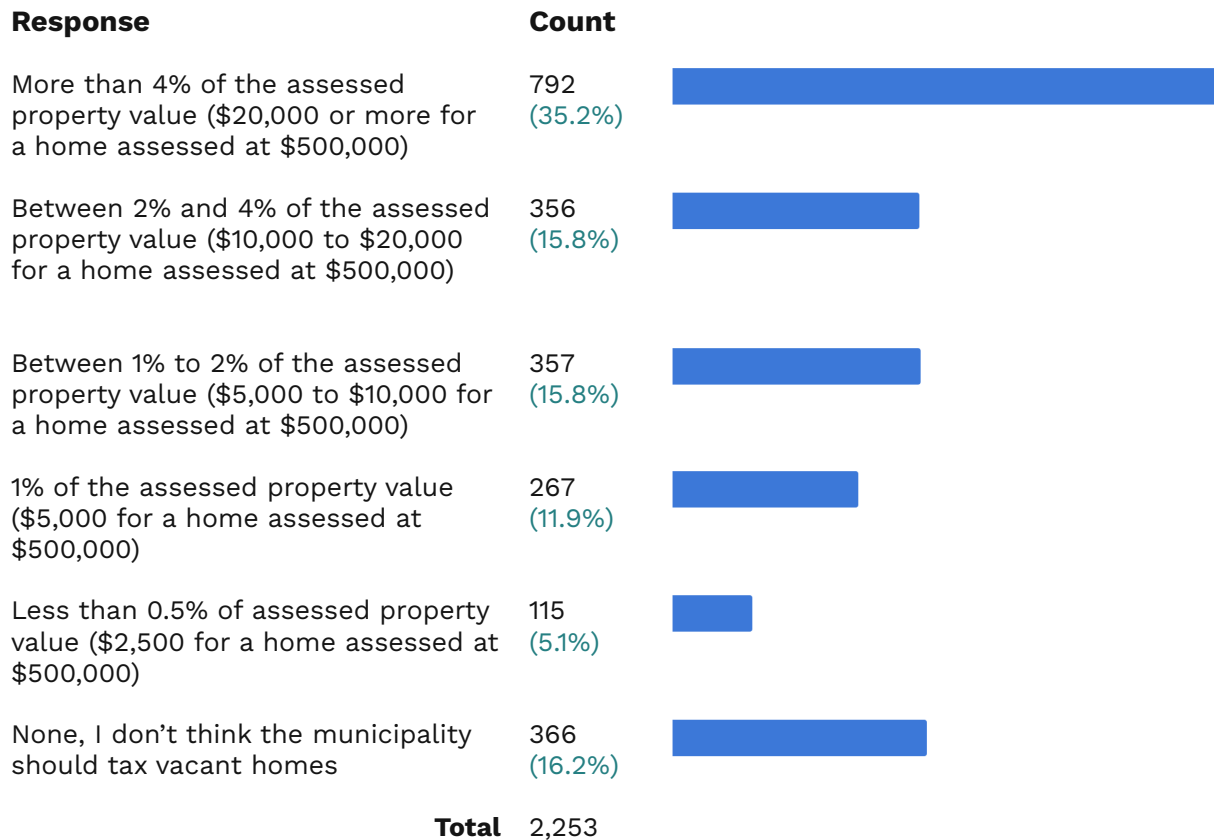 Response Count
More than 4% of the assessed 792
property value ($20,000 or more for (35.2%)
a home assessed at $500,000)
Between 2% and 4% of the assessed 356
property value ($10,000 to $20,000 (15.8%)
for a home assessed at $500,000)
Between 1% to 2% of the assessed 357
property value ($5,000 to $10,000 for (15.8%)
a home assessed at $500,000)
1% of the assessed property value 267
($5,000 for a home assessed at (11.9%)
$500,000)
Less than 0.5% of assessed property 115
value ($2,500 for a home assessed at (5.1%)
$500,000)
None, I don’t think the municipality 366
should tax vacant homes (16.2%)
Total 2,253